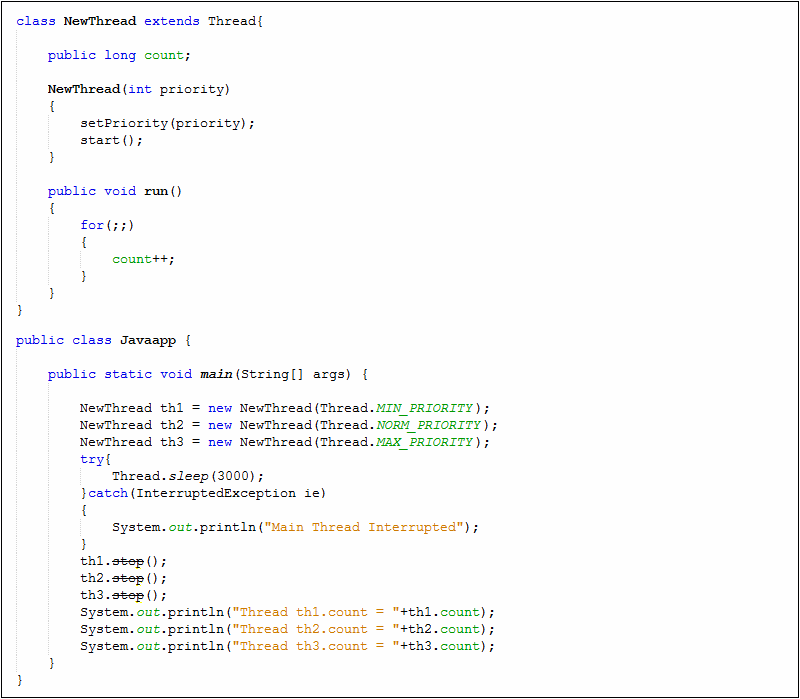 class NewThread extends Thread{
public long count;
NewThread(int priority)
{
setPriority(priority);
start();
}
public void run()
{
for(;;)
{
count++;
}
}
}
public class Javaapp {
public static void main(String[] args) {
NewThread th1 = new NewThread(Thread.MIN_PRIORITY);
NewThread th2 = new NewThread(Thread.NORM_PRIORITY);
NewThread th3 = new NewThread(Thread.MAX_PRIORITY);
try{
Thread.sleep(3000);
}catch(InterruptedException ie)
{
System.out.println("Main Thread Interrupted");
}
th1.stop();
th2.stop();
th3.stop();
System.out.println("Thread th1.count = "+th1.count);
System.out.println("Thread th2.count = "+th2.count);
System.out.println("Thread th3.count = "+th3.count);
}
}